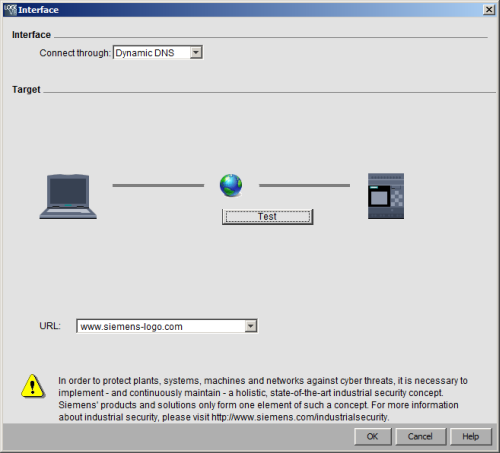 LOGO Interface
Interface
Connect through: Dynamic DNS
Target
Test
URL: www.siemens-logo.com
In order to protect plants, systems, machines and networks against cyber threats, it is necessary to
implement - and continuously maintain - a holistic, state-of-the-art industrial security concept.
Siemens' products and solutions only form one element of such a concept. For more information
about industrial security, please visit http://www.siemens.com/industrialsecurity.
OK Cancel Help